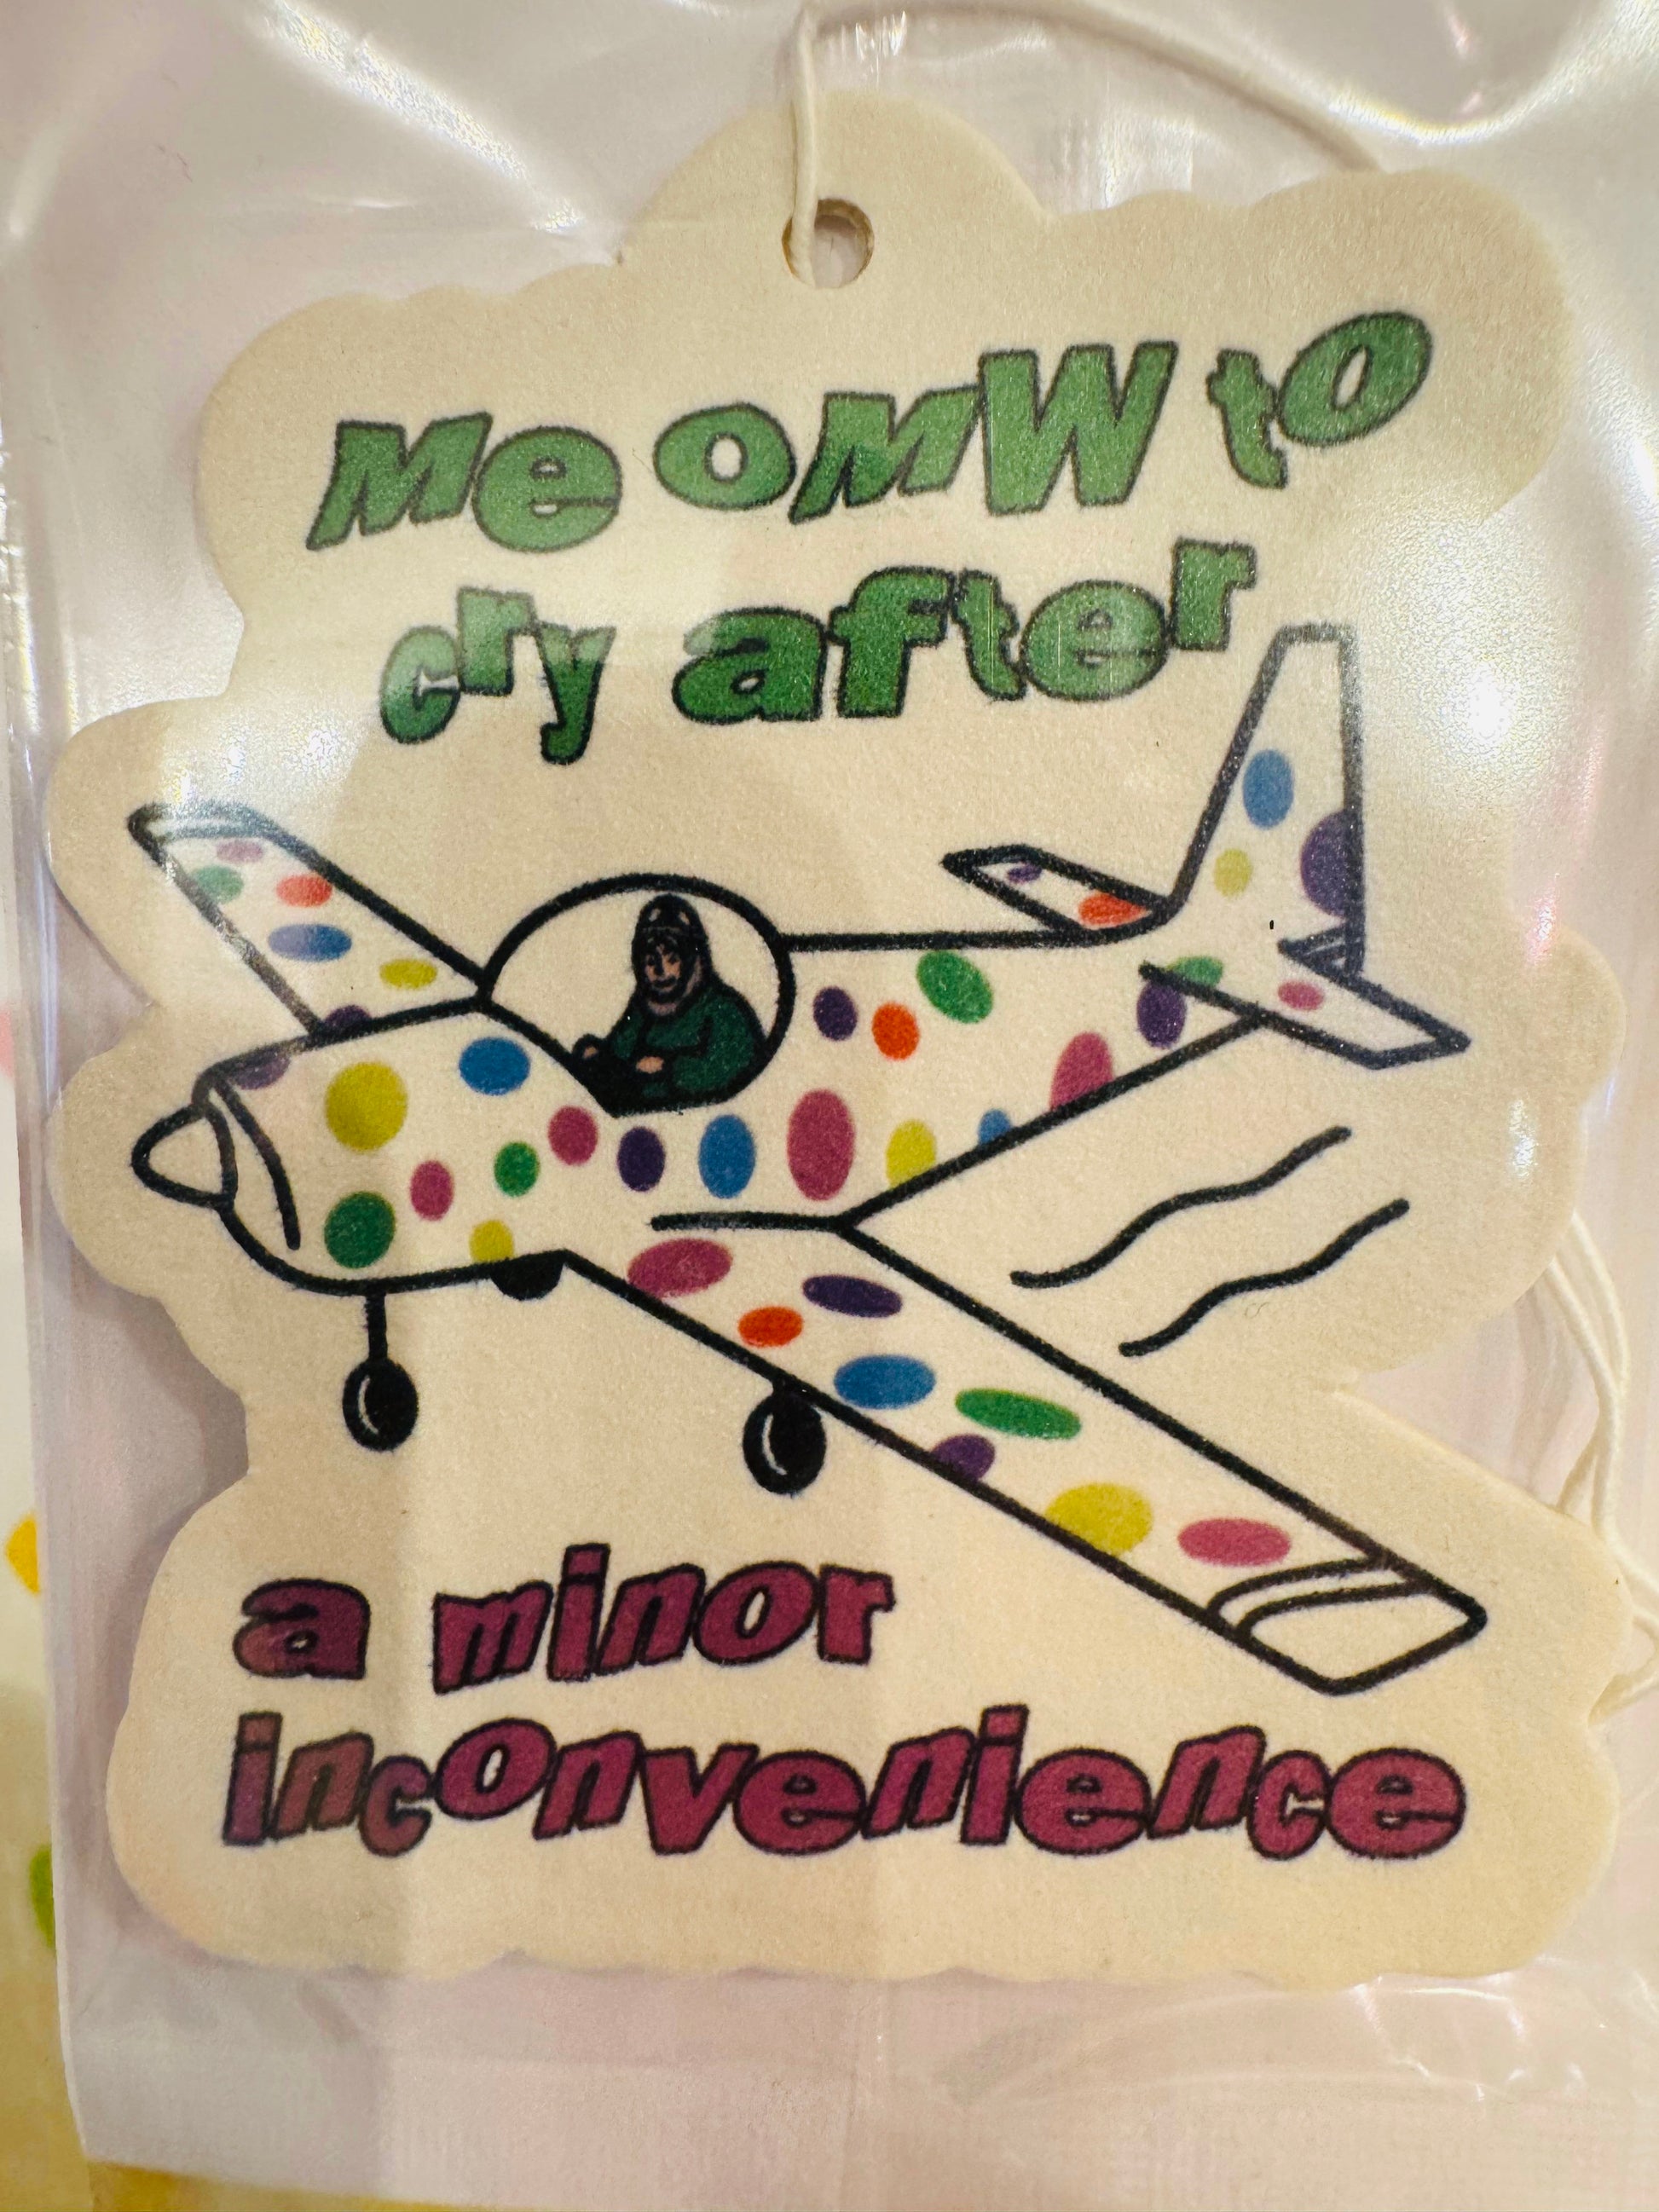 Me OMW to
cry after
a minor
inconvenience